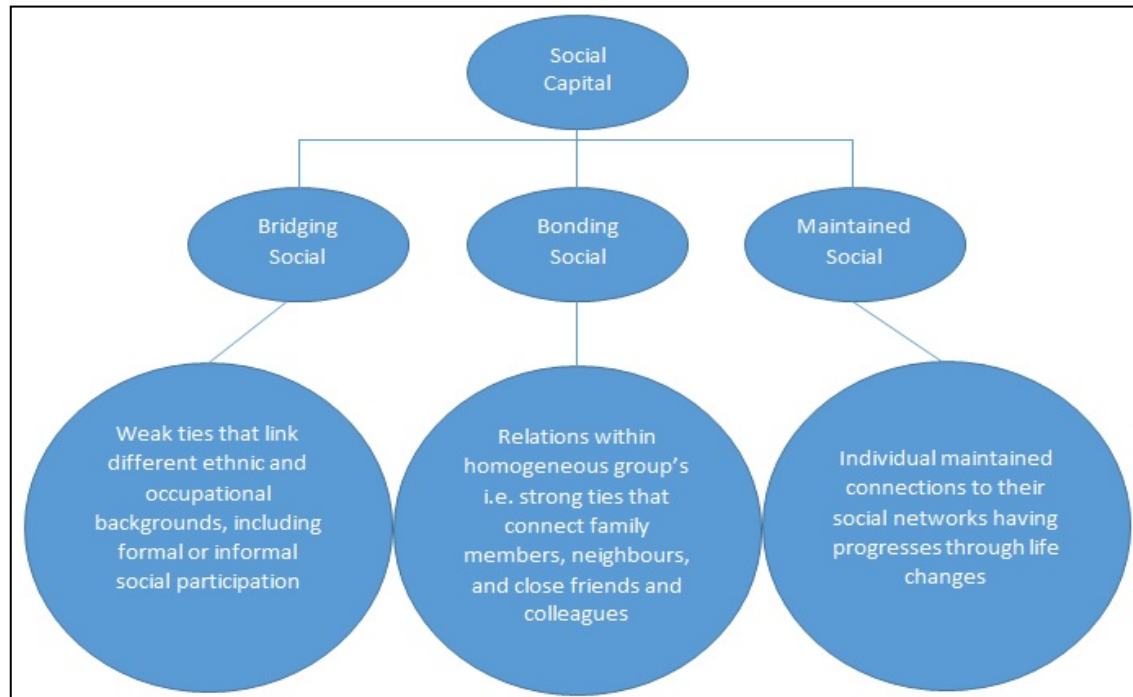 Social
Capital
Bridging
Social
Bonding
Social
Maintained
Social
Weak ties that link
different ethnic and
occupational
backgrounds, including
formal or informal
social participation
Relations within
homogeneous group’s
i.e. strong ties that
connect family
members, neighbours,
and close friends and
colleagues
Individual maintained
connections to their
social networks having
progresses through life
changes